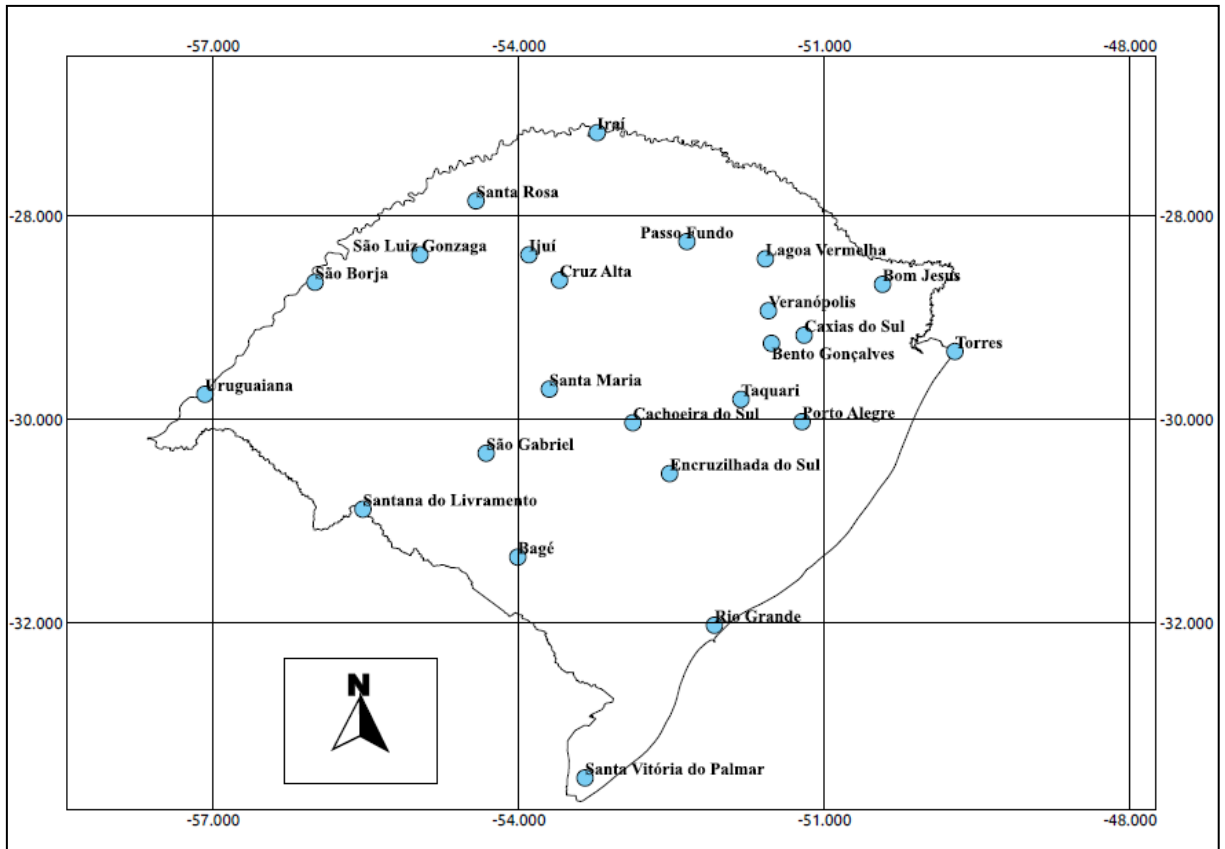 -57.000 -54.000 -51.000 -48.000
Iraí
Santa Rosa
-28.000 -28.000
Passo Fundo
São Luiz Gonzaga
Ijuí
Lagoa Vermelha
São Borja
Cruz Alta
Bom Jesus
Veranópolis
Caxias do Sul
Torres
Bento Gonçalves
Uruguaiana
Santa Maria
Taquari
Cachoeira do Sul
Porto Alegre
-30.000 -30.000
São Gabriel
Encruzilhada do Sul
Santana do Livramento
Bagé
Rio Grande
-32.000 -32.000
N
Santa Vitória do Palmar
-57.000 -54.000 -51.000 -48.000